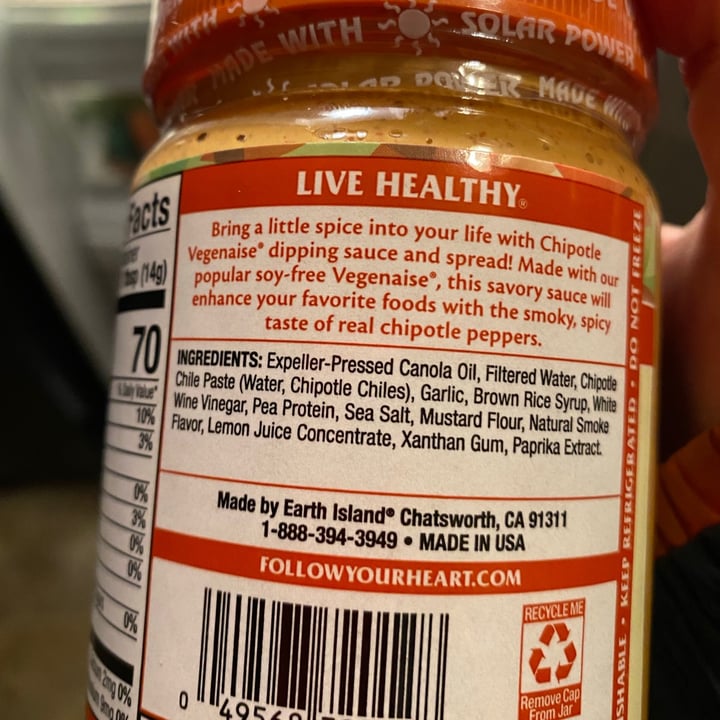 MADE WITH SOLAR POWER
SOLAR POWER MADE WITH
LIVE HEALTHY®
Bring a little spice into your life with Chipotle
Vegenaise® dipping sauce and spread! Made with our
popular soy-free Vegenaise®, this savory sauce will
enhance your favorite foods with the smoky, spicy
taste of real chipotle peppers.
INGREDIENTS: Expeller-Pressed Canola Oil, Filtered Water, Chipotle
Chile Paste (Water, Chipotle Chiles), Garlic, Brown Rice Syrup, White
Wine Vinegar, Pea Protein, Sea Salt, Mustard Flour, Natural Smoke
Flavor, Lemon Juice Concentrate, Xanthan Gum, Paprika Extract.
Made by Earth Island® Chatsworth, CA 91311
1-888-394-3949 • MADE IN USA
FOLLOWYOURHEART.COM
RECYCLE ME
Remove Cap
From Jar
KEEP REFRIGERATED • DO NOT FREEZE
Facts
(14g)
70
% Daily Value*
10%
3%
0%
3%
0%
0%
0%
2mg 0%
0